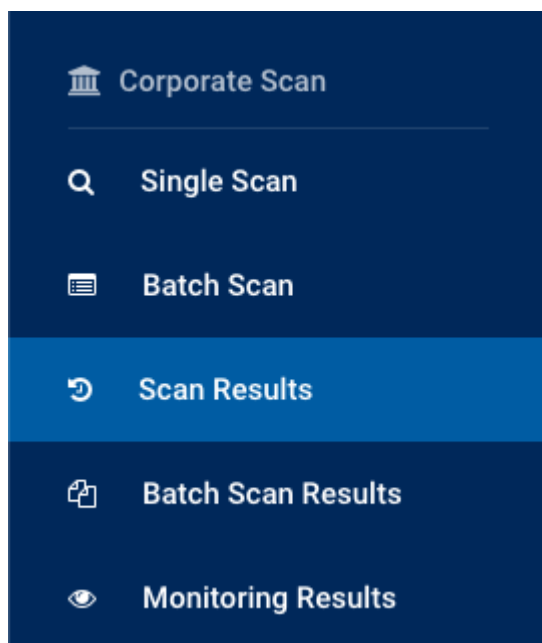 Corporate Scan
Single Scan
Batch Scan
Scan Results
Batch Scan Results
Monitoring Results